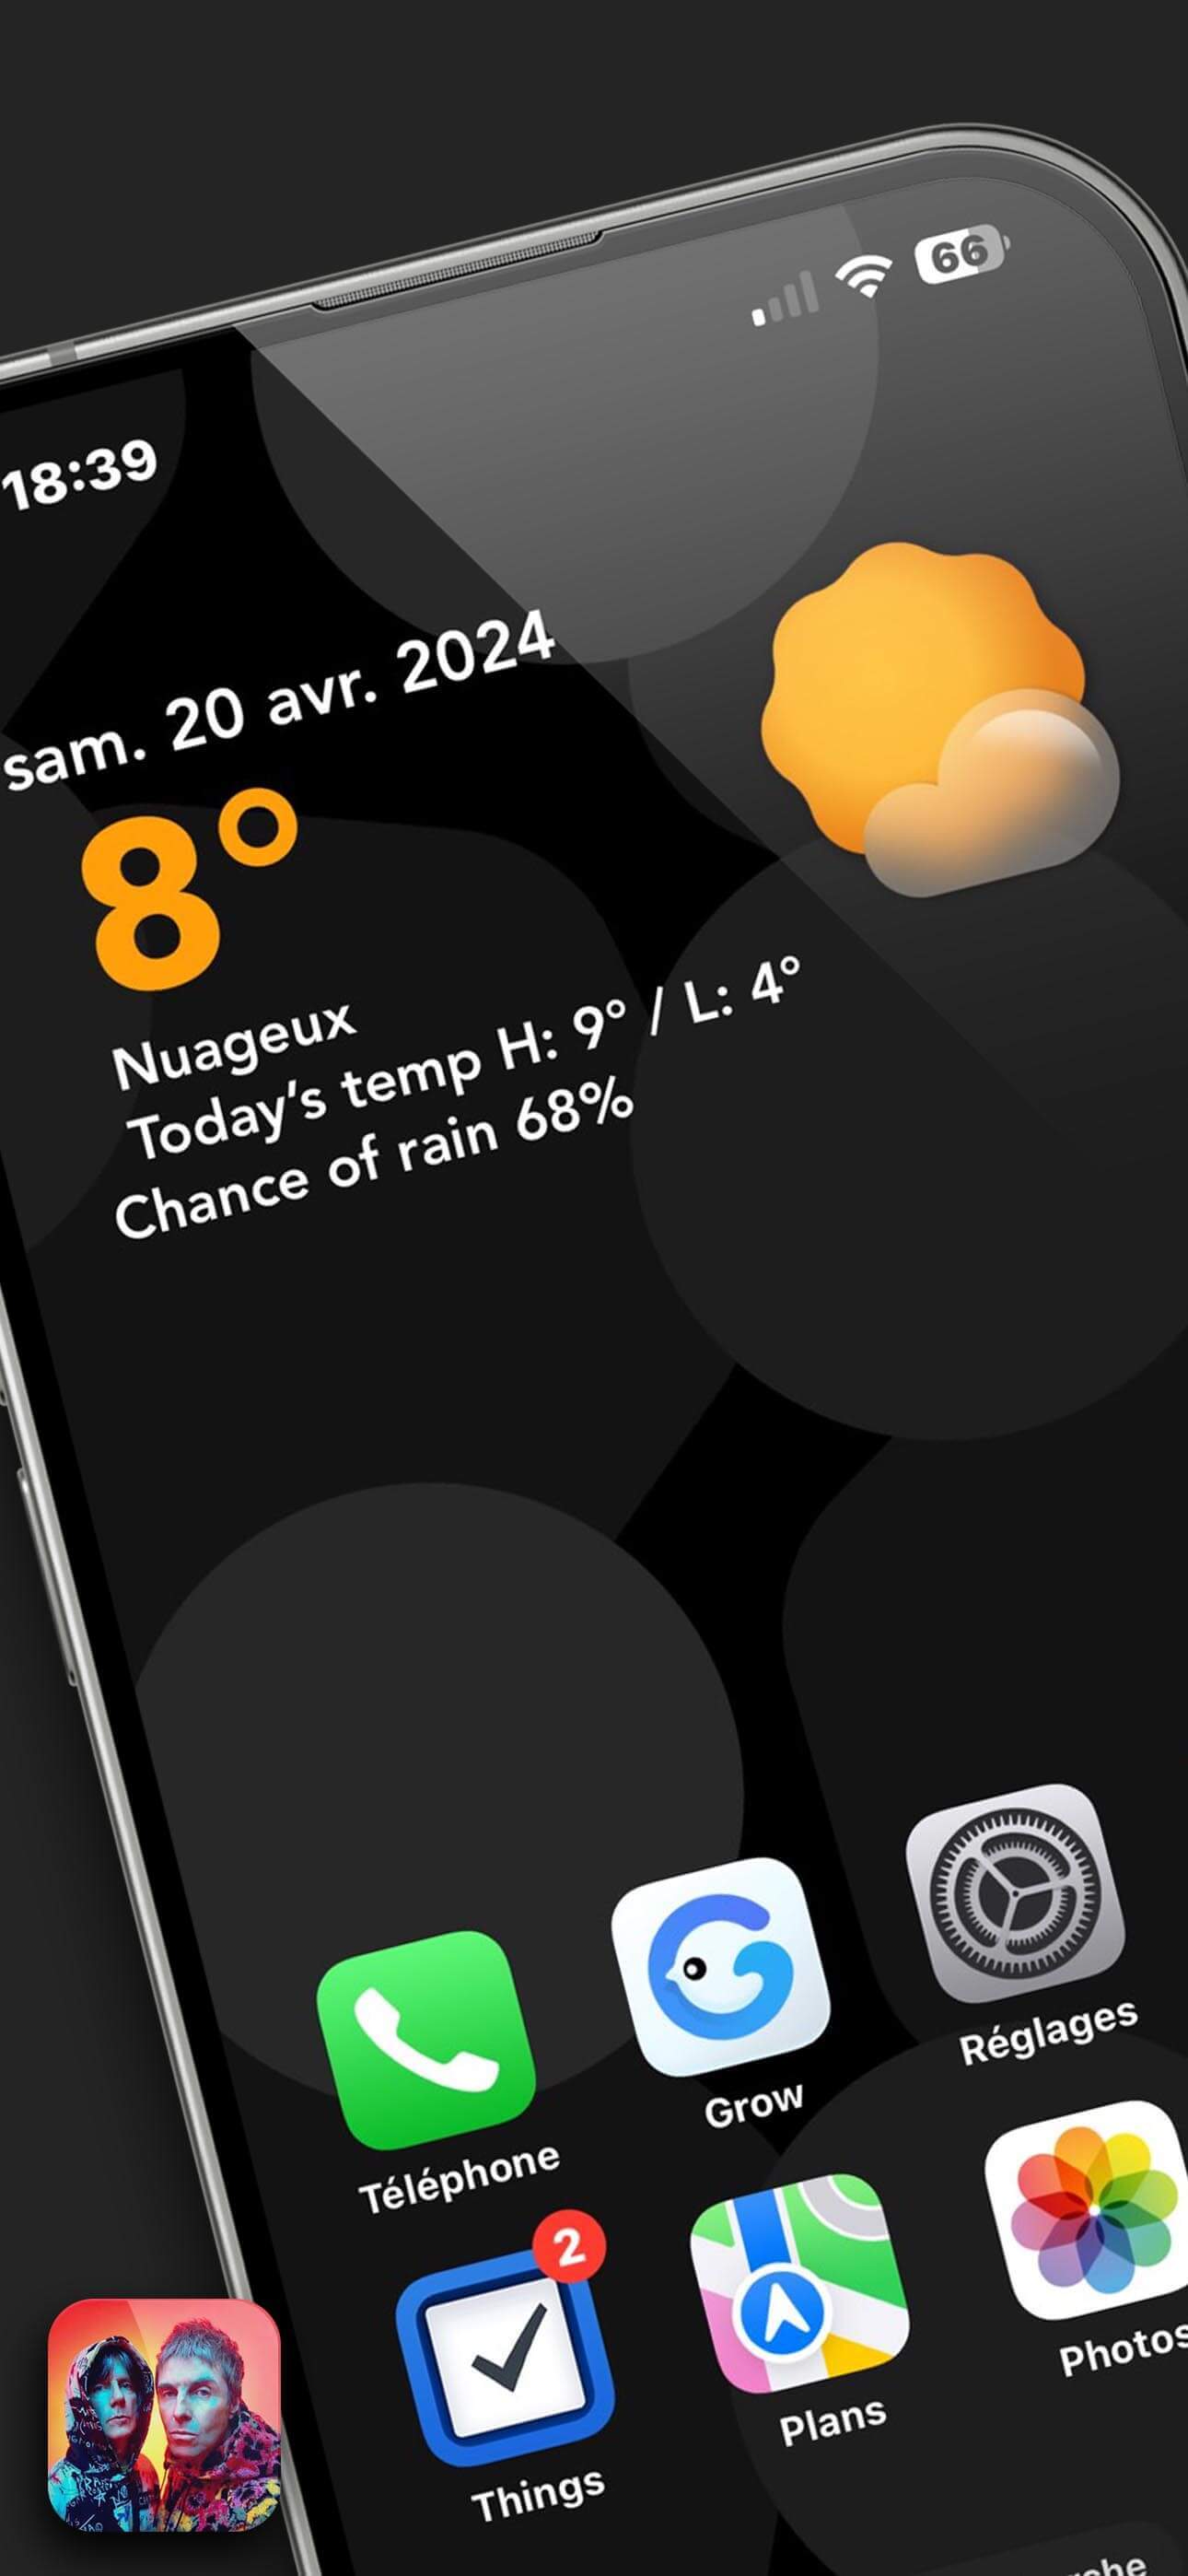 66
18:39
sam. 20 avr. 2024
8°
Nuageux
Today's temp H: 9° / L: 4°
Chance of rain 68%
Réglages
Grow
Téléphone
2
Photos
Plans
Things